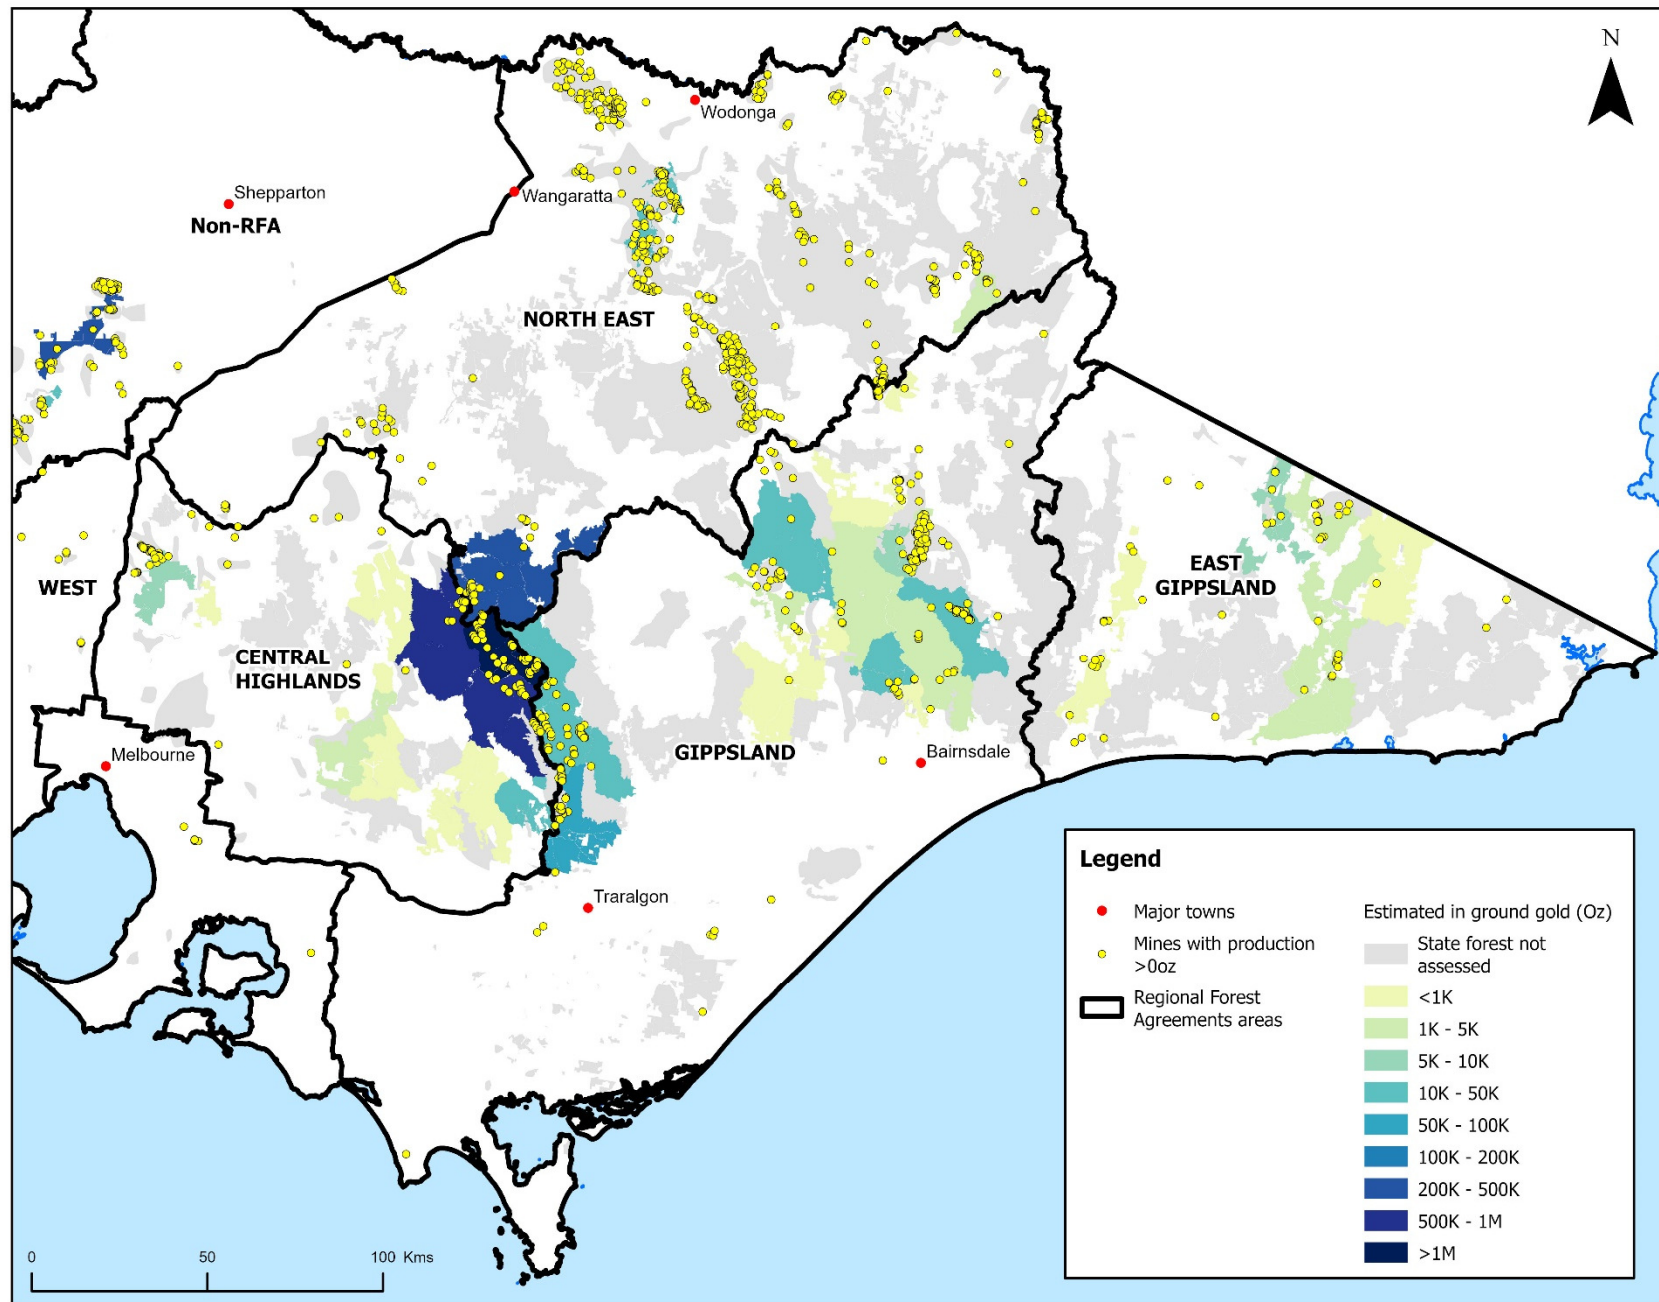 N
Wodonga
Shepparton
Wangaratta
Non-RFA
NORTH EAST
WEST
EAST
GIPPSLAND
CENTRAL
HIGHLANDS
GIPPSLAND
Melbourne
Bairnsdale
Traralgon
Legend
Major towns
Mines with production
>0oz
Regional Forest
Agreements areas
Estimated in ground gold (Oz)
State forest not
assessed
<1K
1K - 5K
5K - 10K
10K - 50K
50K - 100K
100K - 200K
200K - 500K
500K - 1M
>1M
0 50 100 Kms